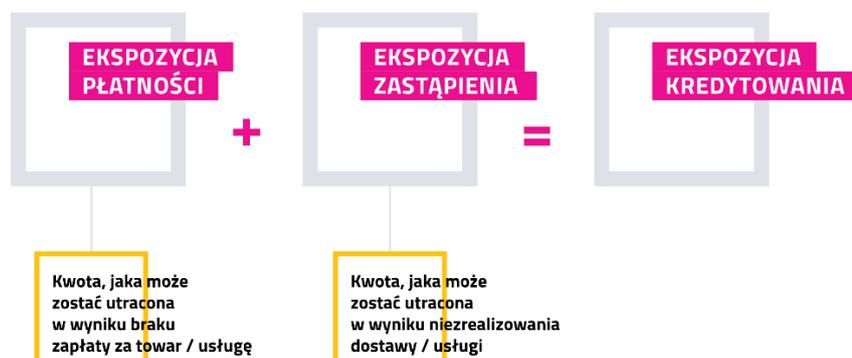 EKSPOZYCJA
PŁATNOŚCI
+
EKSPOZYCJA
ZASTĄPIENIA
=
EKSPOZYCJA
KREDYTOWANIA
Kwota, jaka może
zostać utracona
w wyniku braku
zapłaty za towar / usługę
Kwota, jaka może
zostać utracona
w wyniku niezrealizowania
dostawy / usługi